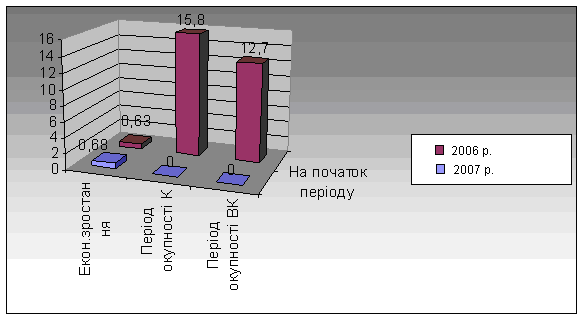 15,8
16
14
12
10
8
6
4
2
0
12,7
0,63
0,68
0
0
На початок
періоду
Екон.зростан
ня
Період
окупності К
Період
окупності ВК
2006 р.
2007 р.